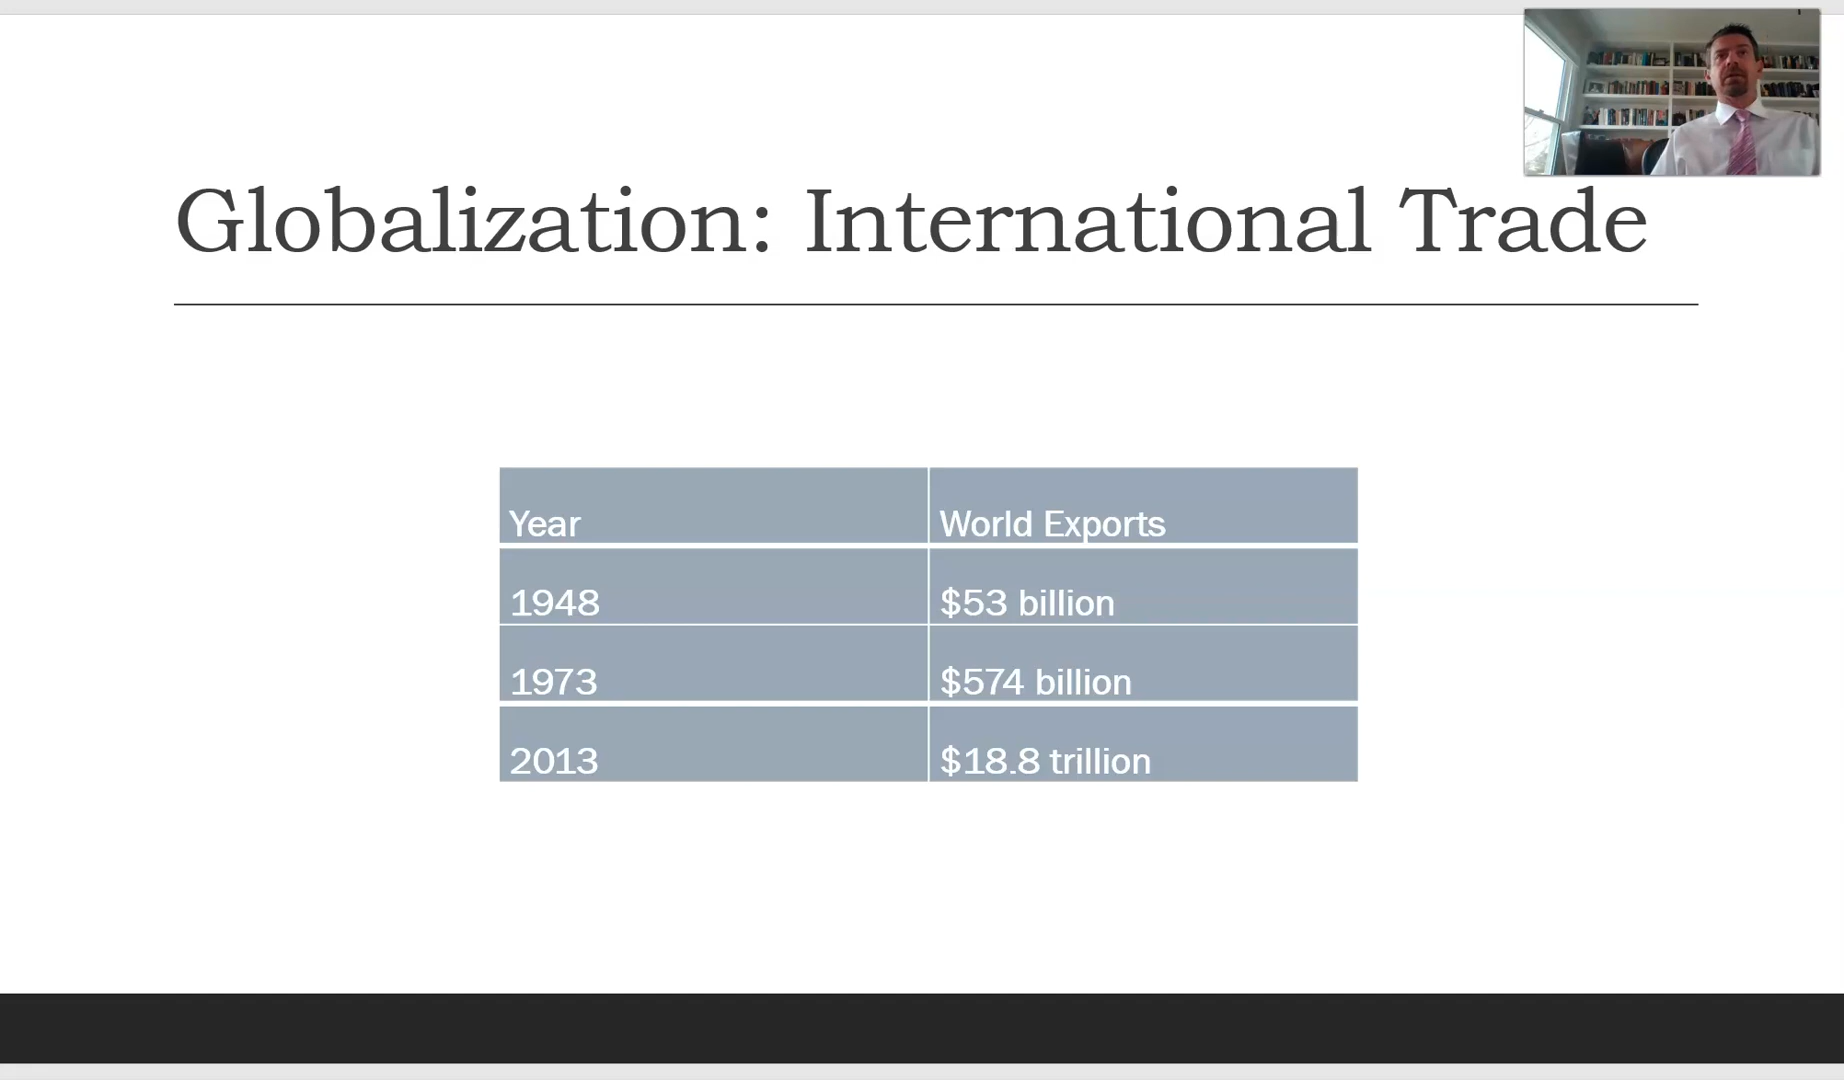 Globalization: International Trade
Year World Exports
1948 $53 billion
1973 $574 billion
2013 $18.8 trillion